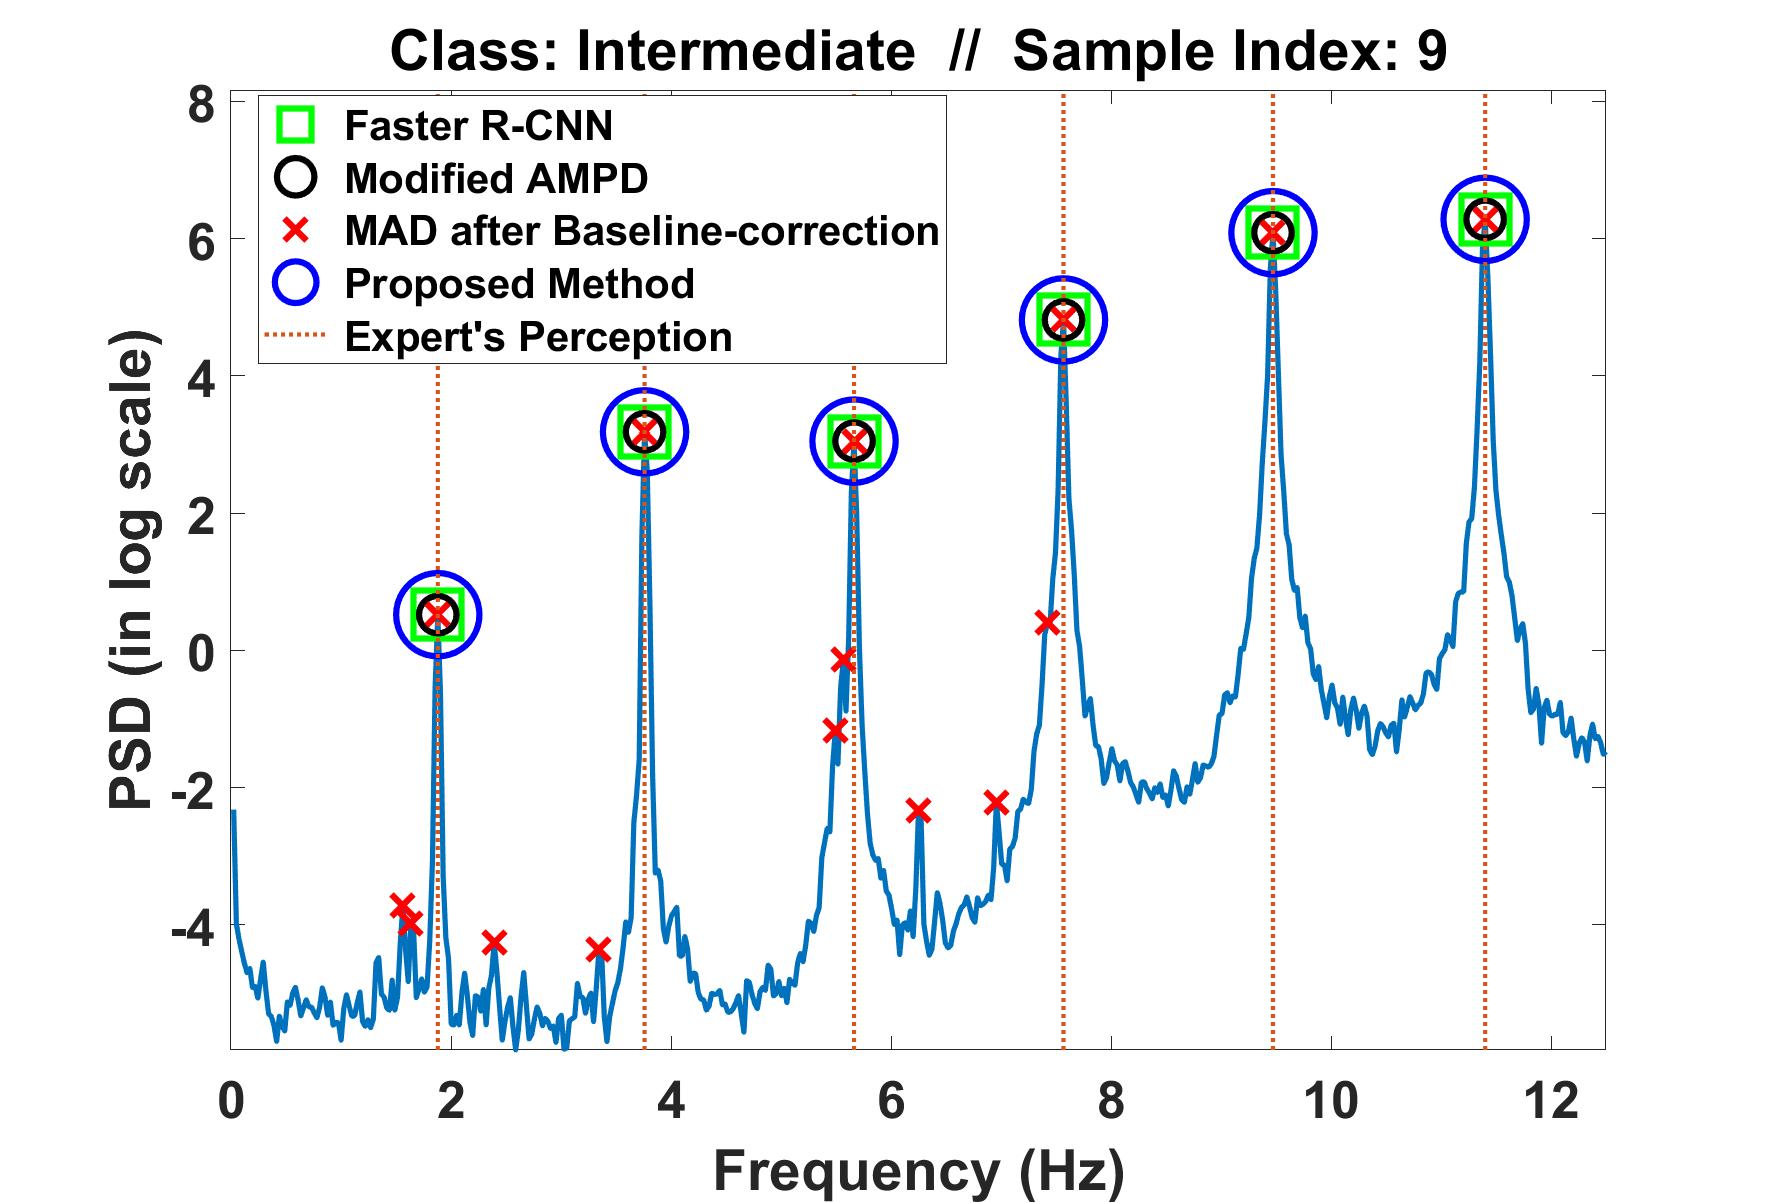 Class: Intermediate // Sample Index: 9
Faster R-CNN
Modified AMPD
MAD after Baseline-correction
Proposed Method
Expert's Perception
PSD (in log scale)
8
6
4
2
0
-2
-4
0 2 4 6 8 10 12
Frequency (Hz)